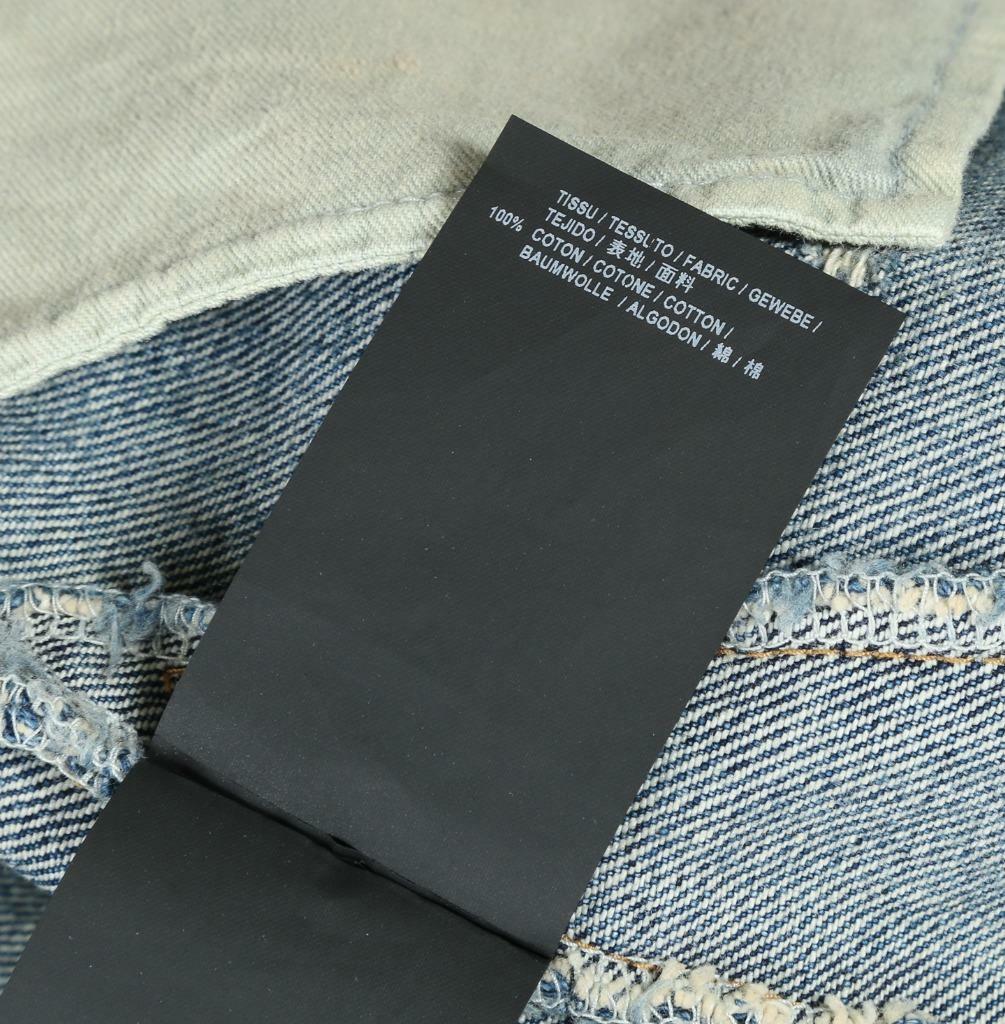 TISSU / TESSUTO / FABRIC / GEWEBE /
TEJIDO / 表地 / 面料
100% COTON / COTONE / COTTON /
BAUMWOLLE / ALGODON / 綿 / 棉